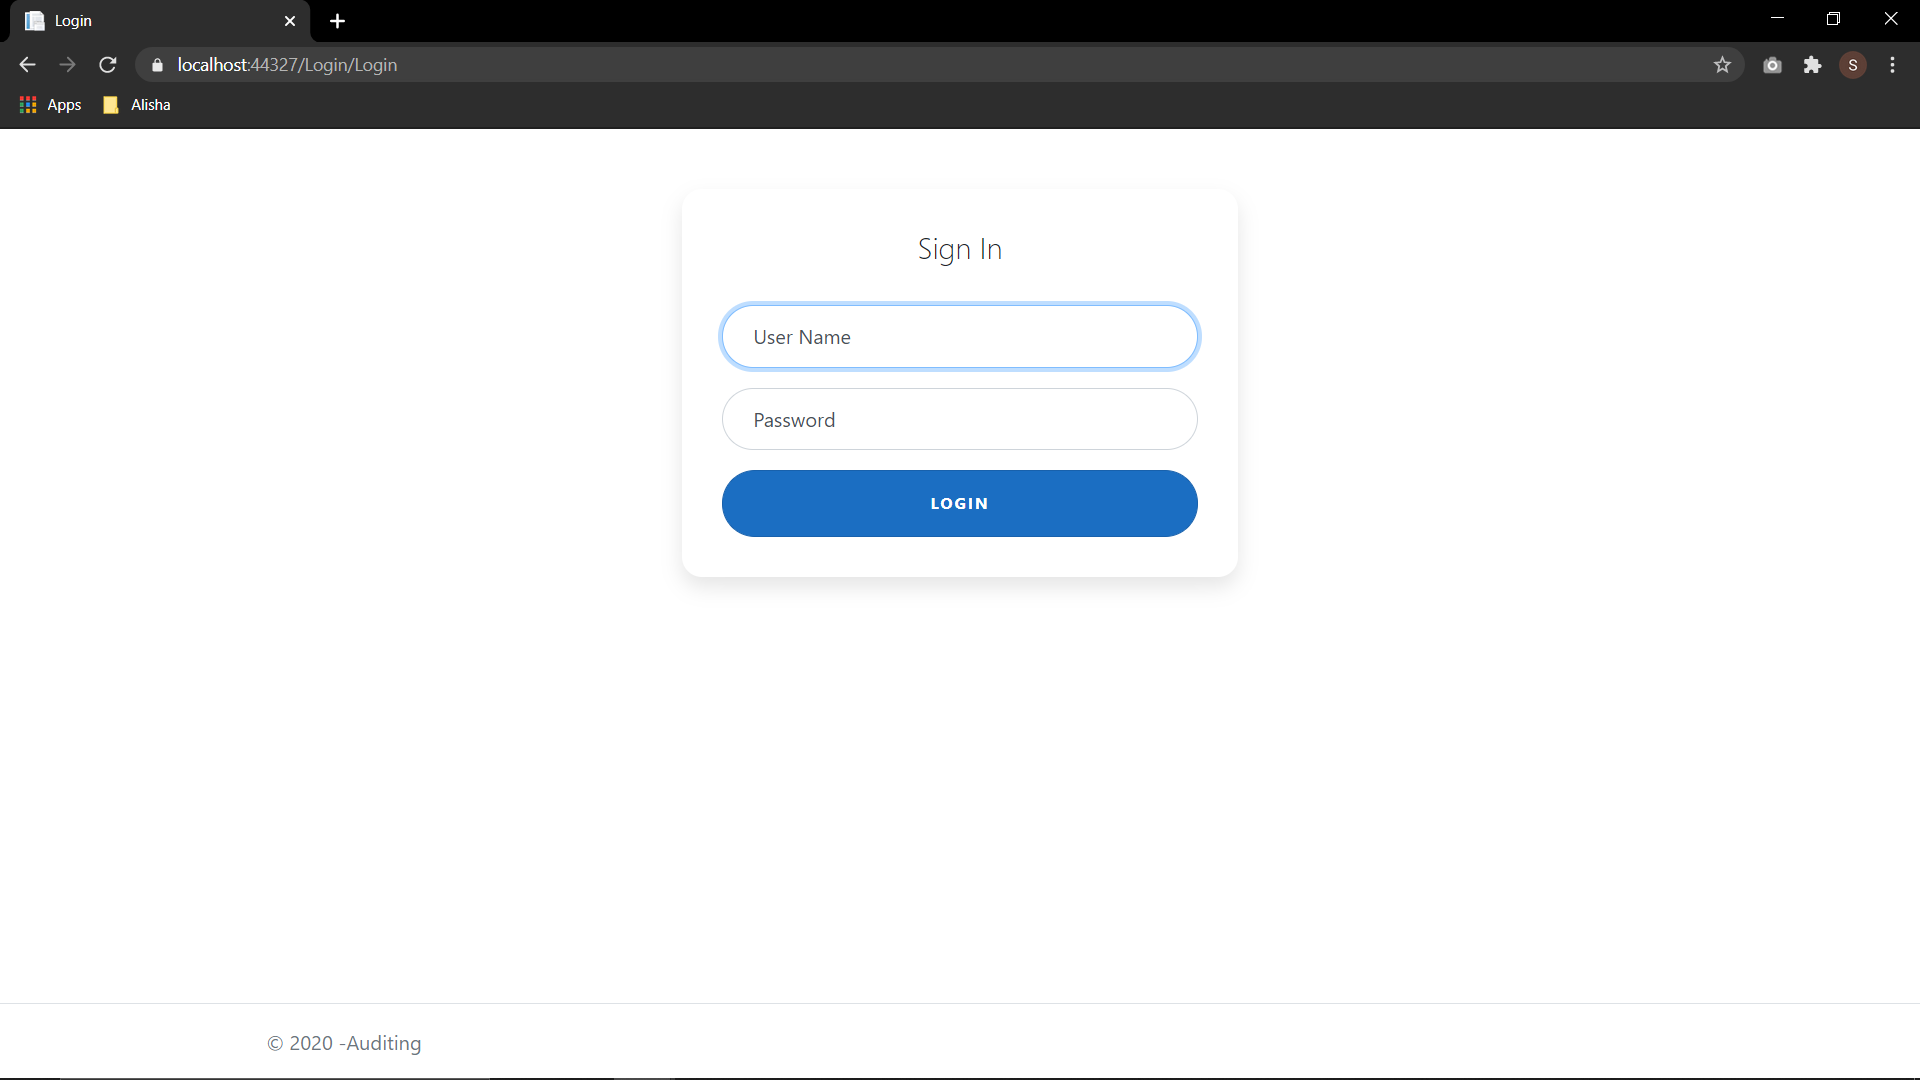 Login
localhost:44327/Login/Login
S
Apps
Alisha
Sign In
User Name
Password
LOGIN
© 2020 -Auditing